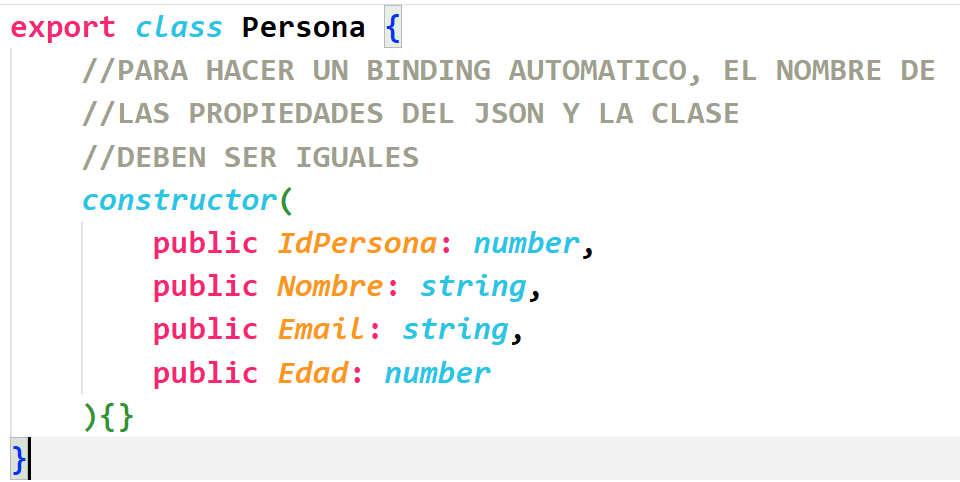 export class Persona {
//PARA HACER UN BINDING AUTOMATICO, EL NOMBRE DE
//LAS PROPIEDADES DEL JSON Y LA CLASE
//DEBEN SER IGUALES
constructor(
public IdPersona: number,
public Nombre: string,
public Email: string,
public Edad: number
){}
}